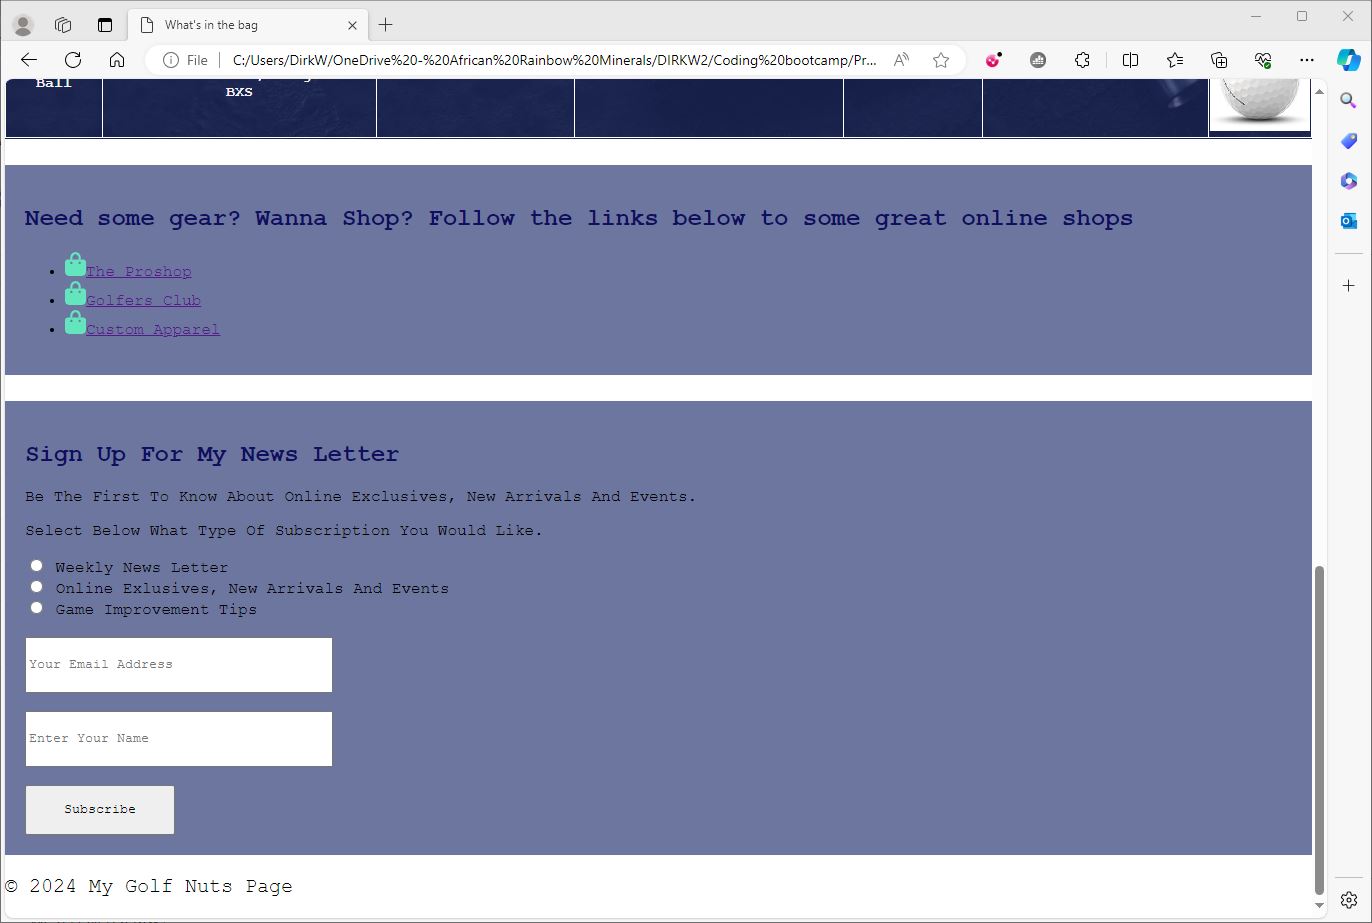 What's in the bag
File
C:/Users/DirkW/OneDrive%20-%20African%20Rainbow%20Minerals/DIRKW2/Coding%20bootcamp/Pr...
Ball
BXS
Need some gear? Wanna Shop? Follow the links below to some great online shops
The Proshop
Golfers Club
Custom Apparel
Sign Up For My News Letter
Be The First To Know About Online Exclusives, New Arrivals And Events.
Select Below What Type Of Subscription You Would Like.
Weekly News Letter
Online Exlusives, New Arrivals And Events
Game Improvement Tips
Your Email Address
Enter Your Name
Subscribe
© 2024 My Golf Nuts Page